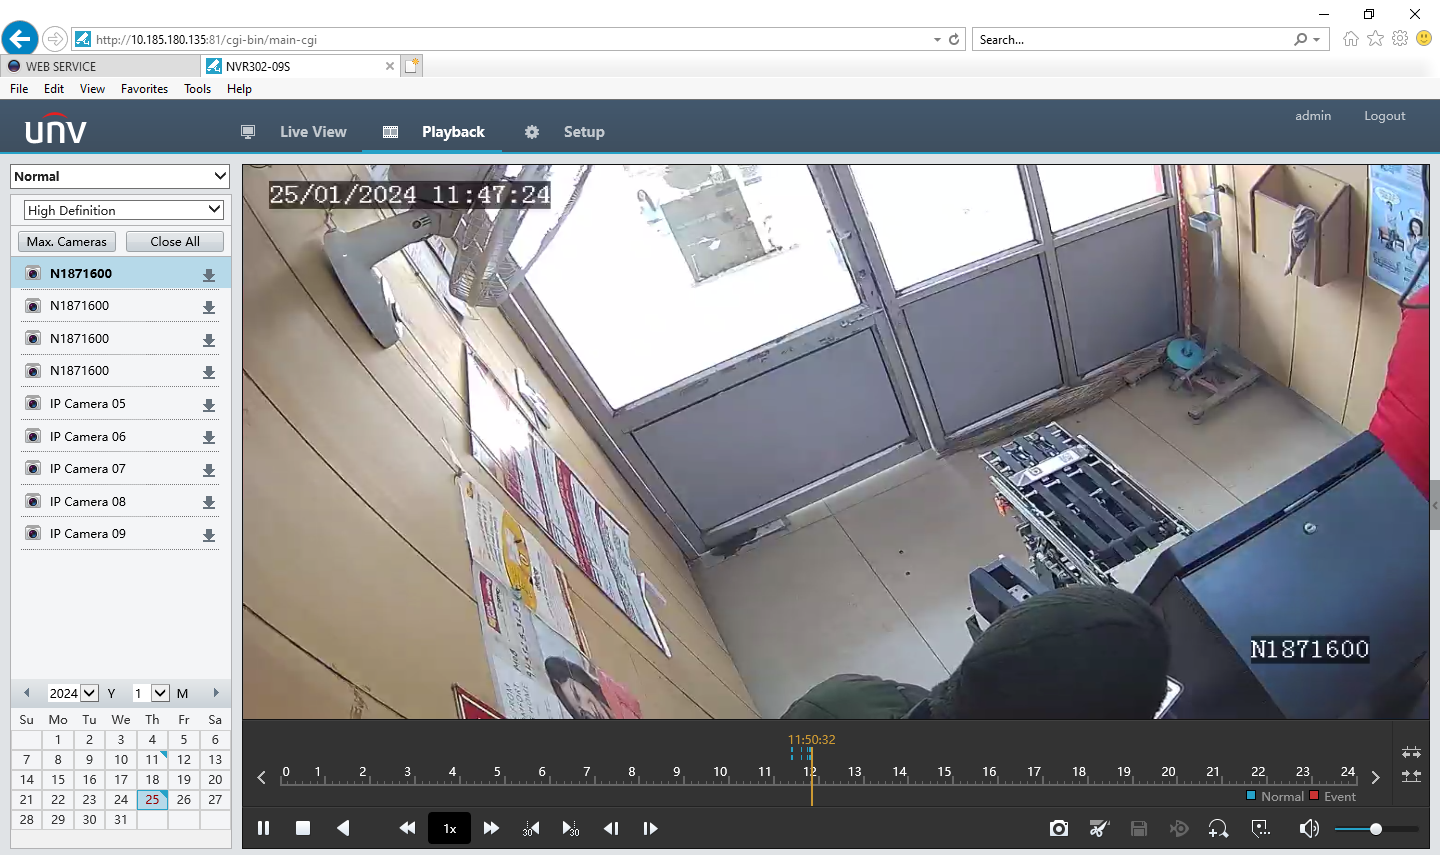 http://10.185.180.135:81/cgi-bin/main-cgi
Search...
WEB SERVICE
NVR302-09S
File Edit View Favorites Tools Help
admin Logout
unv
Live View Playback Setup
Normal
High Definition
Max. Cameras Close All
N1871600
N1871600
N1871600
N1871600
IP Camera 05
IP Camera 06
IP Camera 07
IP Camera 08
IP Camera 09
2024 Y 1 M
Su Mo Tu We Th Fr Sa
1 2 3 4 5 6
7 8 9 10 11 12 13
14 15 16 17 18 19 20
21 22 23 24 25 26 27
28 29 30 31
25/01/2024 11:47:24
N1871600
11:50:32
0 1 2 3 4 5 6 7 8 9 10 11 12 13 14 15 16 17 18 19 20 21 22 23 24
Normal Event
1x
30 30